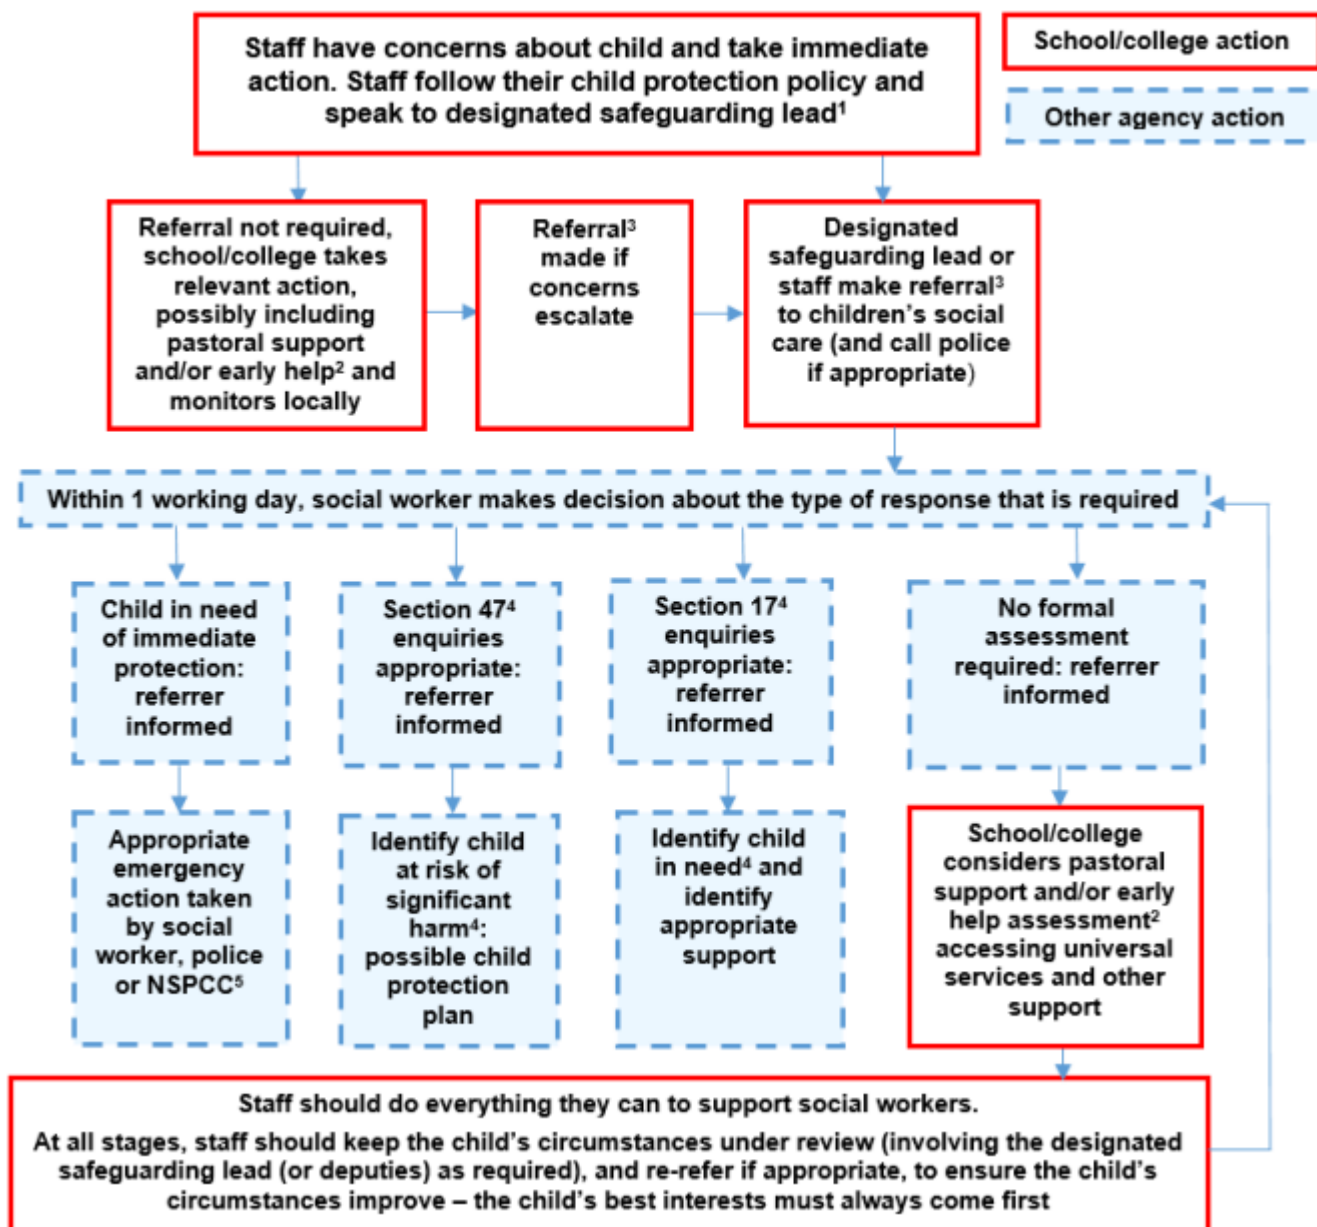 Staff have concerns about child and take immediate
action. Staff follow their child protection policy and
speak to designated safeguarding lead¹
School/college action
Other agency action
Referral not required,
school/college takes
relevant action,
possibly including
pastoral support
and/or early help² and
monitors locally
Referral³
made if
concerns
escalate
Designated
safeguarding lead or
staff make referral³
to children’s social
care (and call police
if appropriate)
Within 1 working day, social worker makes decision about the type of response that is required
Child in need
of immediate
protection:
referrer
informed
Section 47⁴
enquiries
appropriate:
referrer
informed
Section 17⁴
enquiries
appropriate:
referrer
informed
No formal
assessment
required: referrer
informed
Appropriate
emergency
action taken
by social
worker, police
or NSPCC⁵
Identify child
at risk of
significant
harm⁴:
possible child
protection
plan
Identify child
in need⁴ and
identify
appropriate
support
School/college
considers pastoral
support and/or early
help assessment²
accessing universal
services and other
support
Staff should do everything they can to support social workers.
At all stages, staff should keep the child’s circumstances under review (involving the designated
safeguarding lead (or deputies) as required), and re-refer if appropriate, to ensure the child’s
circumstances improve – the child’s best interests must always come first